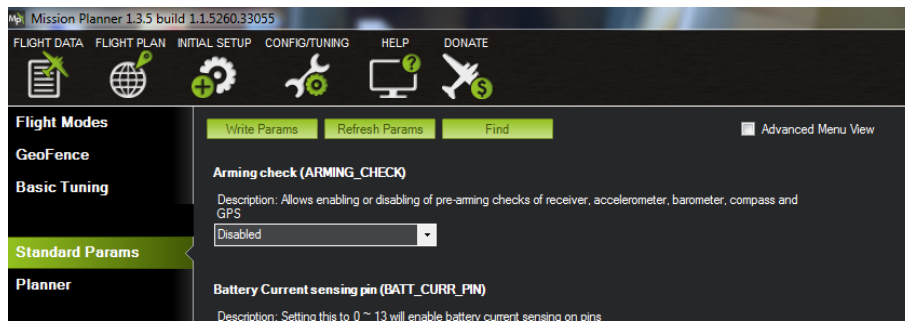 Mission Planner 1.3.5 build 1.1.5260.33055
FLIGHT DATA FLIGHT PLAN INITIAL SETUP CONFIG/TUNING HELP DONATE
Flight Modes
GeoFence
Basic Tuning
Standard Params
Planner
Write Params Refresh Params Find Advanced Menu View
Arming check (ARMING_CHECK)
Description: Allows enabling or disabling of pre-arming checks of receiver, accelerometer, barometer, compass and
GPS
Disabled
Battery Current sensing pin (BATT_CURR_PIN)
Description: Setting this to 0 ~ 13 will enable battery current sensing on pins